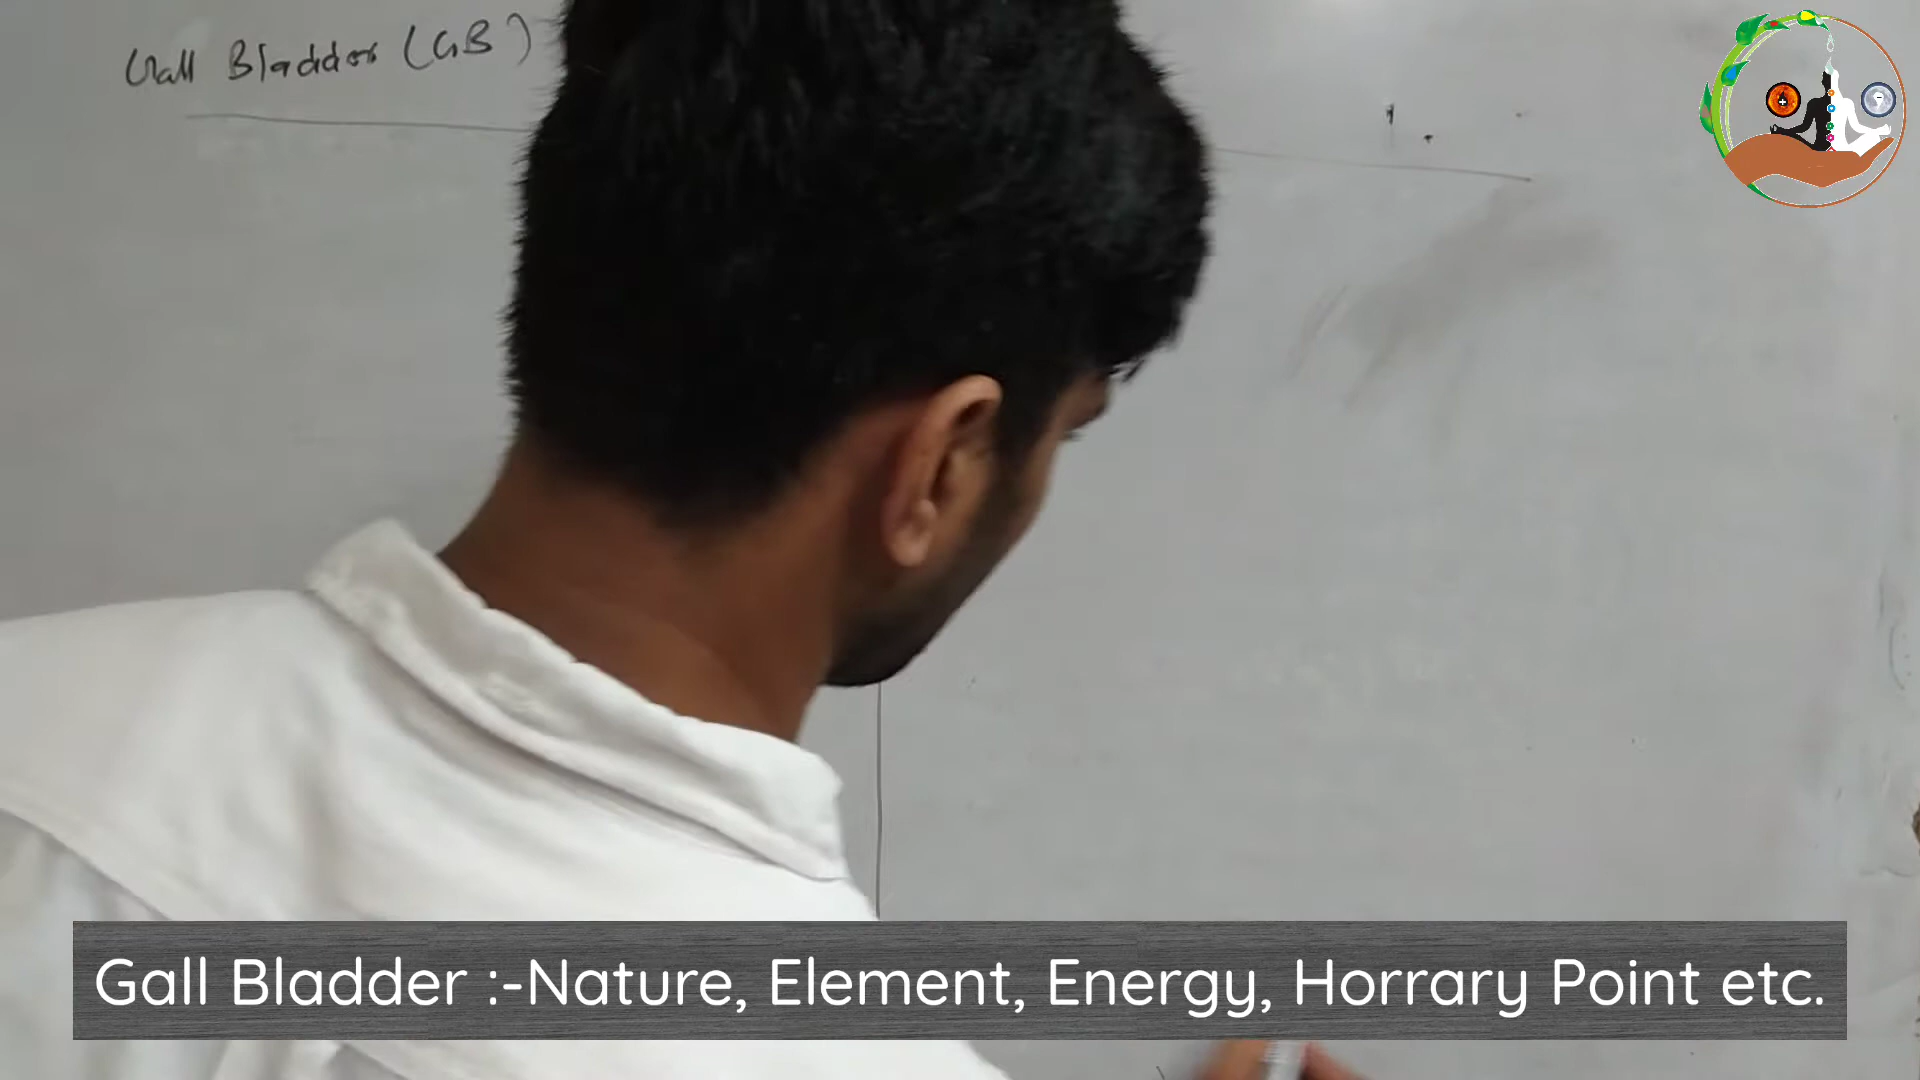 Gall Bladder (GB)
Gall Bladder :-Nature, Element, Energy, Horrary Point etc.